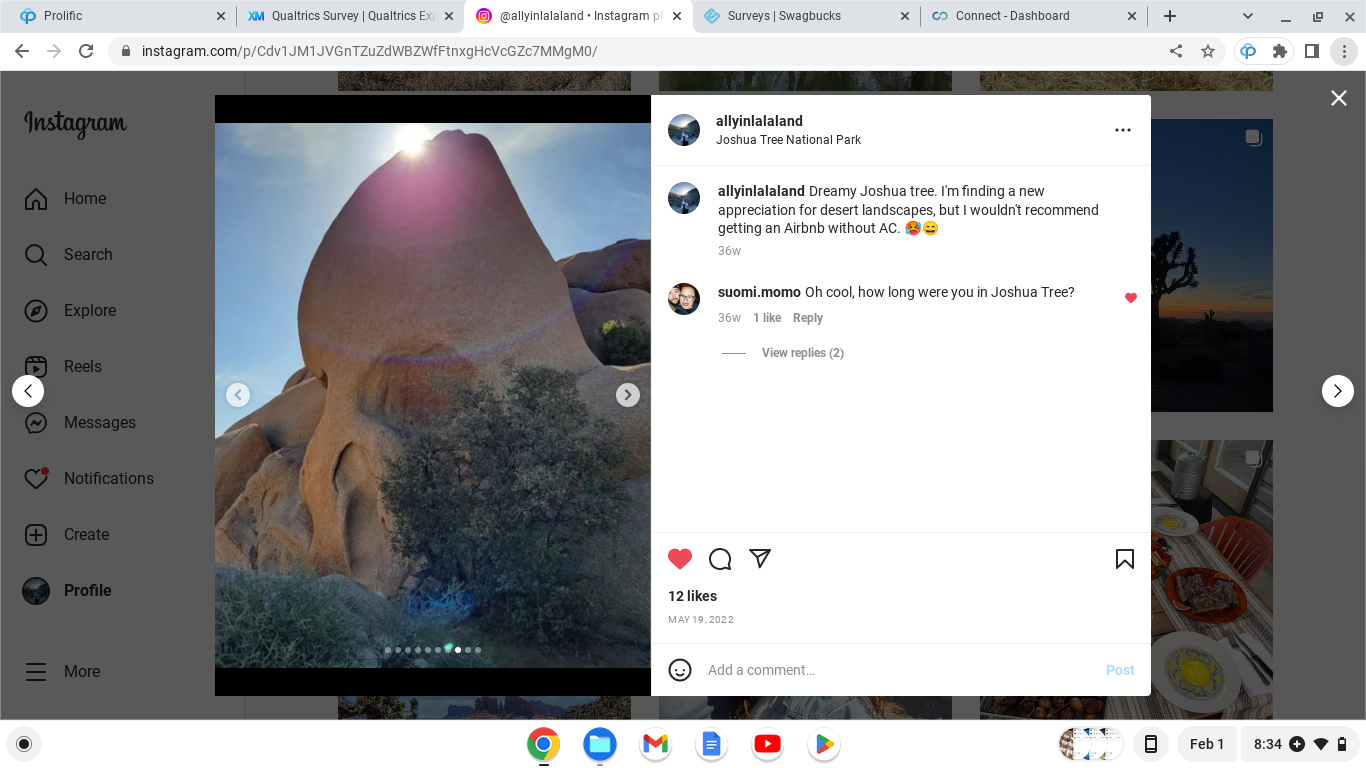 Prolific
Qualtrics Survey | Qualtrics Exp
@allyinlalaland • Instagram ph
Surveys | Swagbucks
Connect - Dashboard
instagram.com/p/Cdv1JM1JVGnTZuZdWBZWfFtnxgHcVcGZc7MMgM0/
Instagram
Home
Search
Explore
Reels
Messages
Notifications
Create
Profile
More
allyinlalaland
Joshua Tree National Park
allyinlalaland Dreamy Joshua tree. I'm finding a new
appreciation for desert landscapes, but I wouldn't recommend
getting an Airbnb without AC. 🥵😄
36w
suomi.momo Oh cool, how long were you in Joshua Tree?
36w 1 like Reply
View replies (2)
12 likes
MAY 19, 2022
Add a comment…
Post
Feb 1
8:34